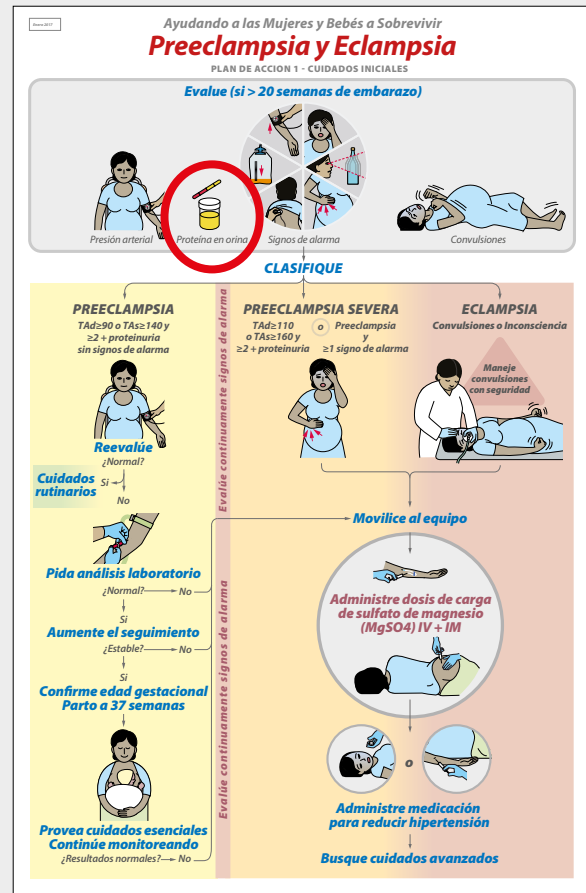 Enero 2017
Ayudando a las Mujeres y Bebés a Sobrevivir
Preeclampsia y Eclampsia
PLAN DE ACCION 1 - CUIDADOS INICIALES
Evalue (si > 20 semanas de embarazo)
Presión arterial
Proteína en orina
Signos de alarma
Convulsiones
CLASIFIQUE
PREECLAMPSIA
TAd≥90 o TAs≥140 y
≥2 + proteinuria
sin signos de alarma
Reevalúe
¿Normal?
Si
Cuidados
rutinarios
No
Pida análisis laboratorio
¿Normal?
No
Si
Aumente el seguimiento
¿Estable?
No
Si
Confirme edad gestacional
Parto a 37 semanas
Provea cuidados esenciales
Continúe monitoreando
¿Resultados normales?
No
Evalúe continuamente signos de alarma
Evalúe continuamente signos de alarma
PREECLAMPSIA SEVERA
TAd≥110
o TAs≥160 y
≥2 + proteinuria
o
Preeclampsia
y
≥1 signo de alarma
ECLAMPSIA
Convulsiones o Inconsciencia
Maneje
convulsiones
con seguridad
Movilice al equipo
Administre dosis de carga
de sulfato de magnesio
(MgSO4) IV + IM
o
Administre medicación
para reducir hipertensión
Busque cuidados avanzados